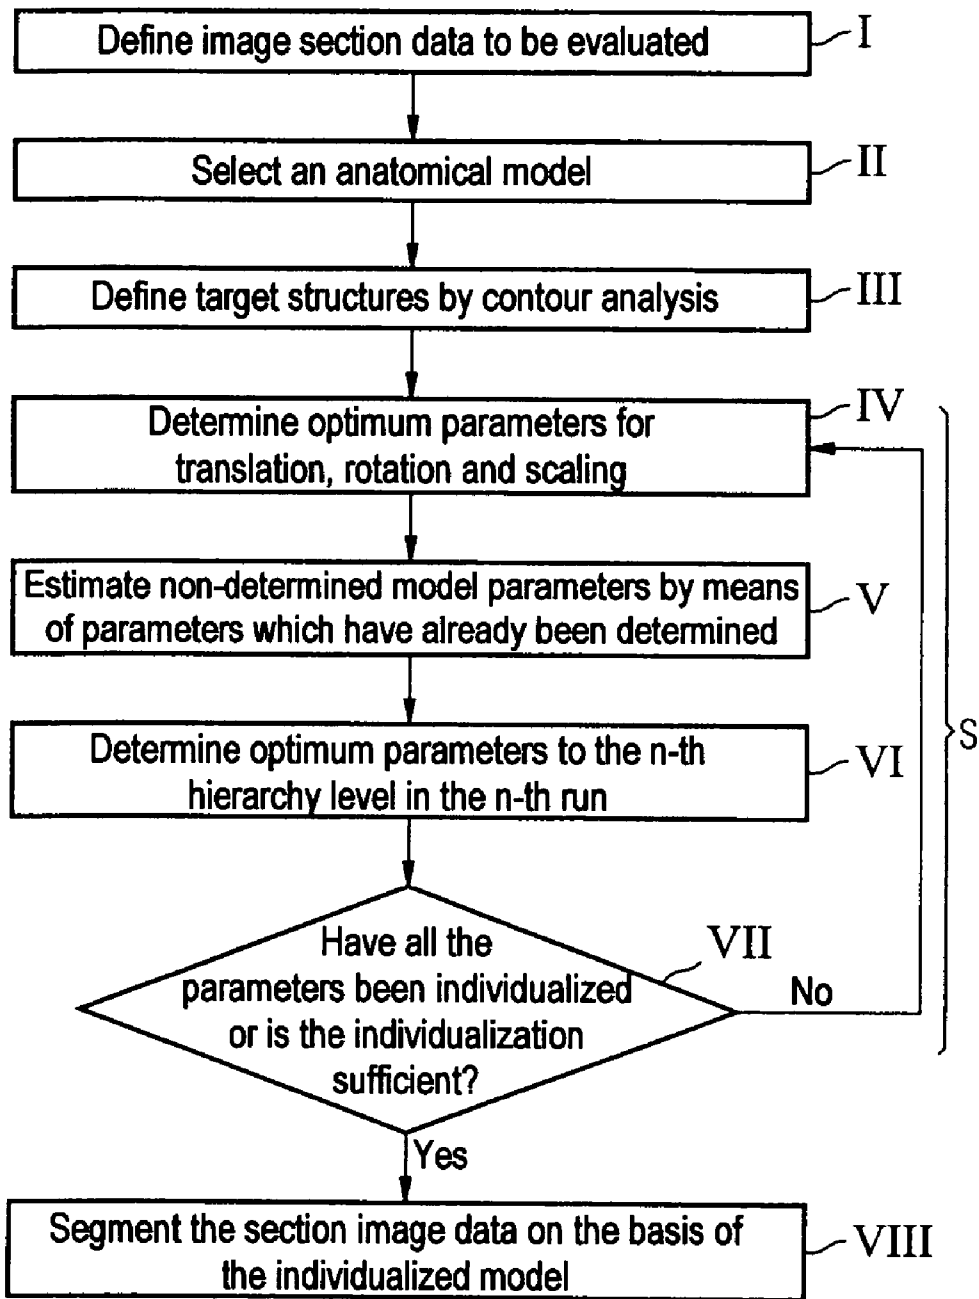 Define image section data to be evaluated
I
Select an anatomical model
II
Define target structures by contour analysis
III
Determine optimum parameters for
translation, rotation and scaling
IV
Estimate non-determined model parameters by means
of parameters which have already been determined
V
Determine optimum parameters to the n-th
hierarchy level in the n-th run
VI
S
Have all the
parameters been individualized
or is the individualization
sufficient?
VII
No
Yes
Segment the section image data on the basis of
the individualized model
VIII